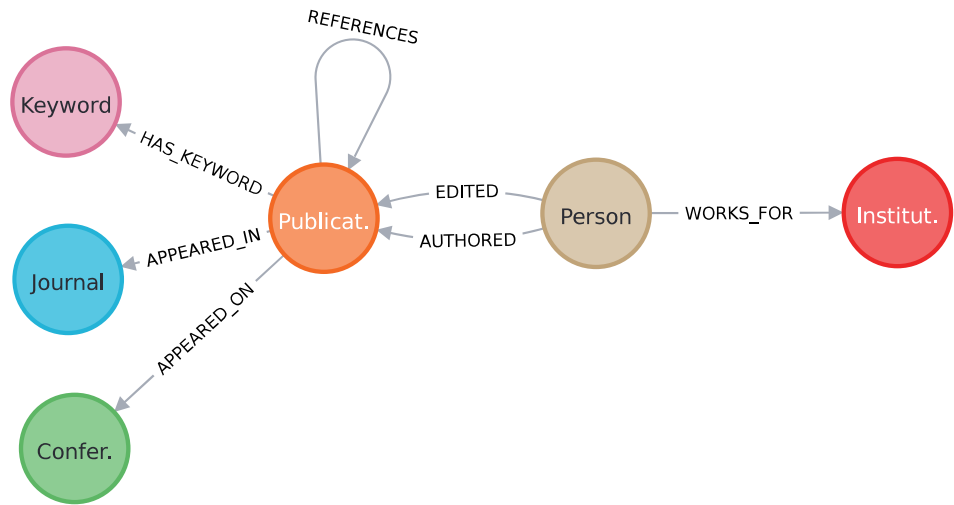 REFERENCES
Keyword
HAS_KEYWORD
Publicat.
EDITED
Person
WORKS_FOR
Institut.
AUTHORED
APPEARED_IN
Journal
APPEARED_ON
Confer.